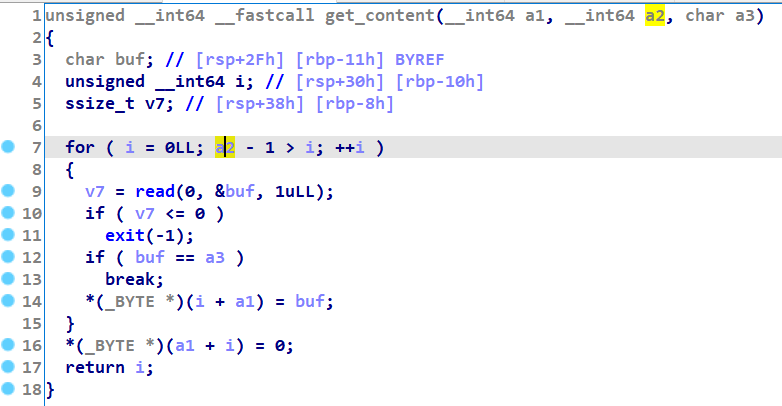 1 unsigned __int64 __fastcall get_content(__int64 a1, __int64 a2, char a3)
2 {
3   char buf; // [rsp+2Fh] [rbp-11h] BYREF
4   unsigned __int64 i; // [rsp+30h] [rbp-10h]
5   ssize_t v7; // [rsp+38h] [rbp-8h]
6
7   for ( i = 0LL; a2 - 1 > i; ++i )
8   {
9     v7 = read(0, &buf, 1uLL);
10     if ( v7 <= 0 )
11       exit(-1);
12     if ( buf == a3 )
13       break;
14     *(_BYTE *)(i + a1) = buf;
15   }
16   *(_BYTE *)(a1 + i) = 0;
17   return i;
18 }